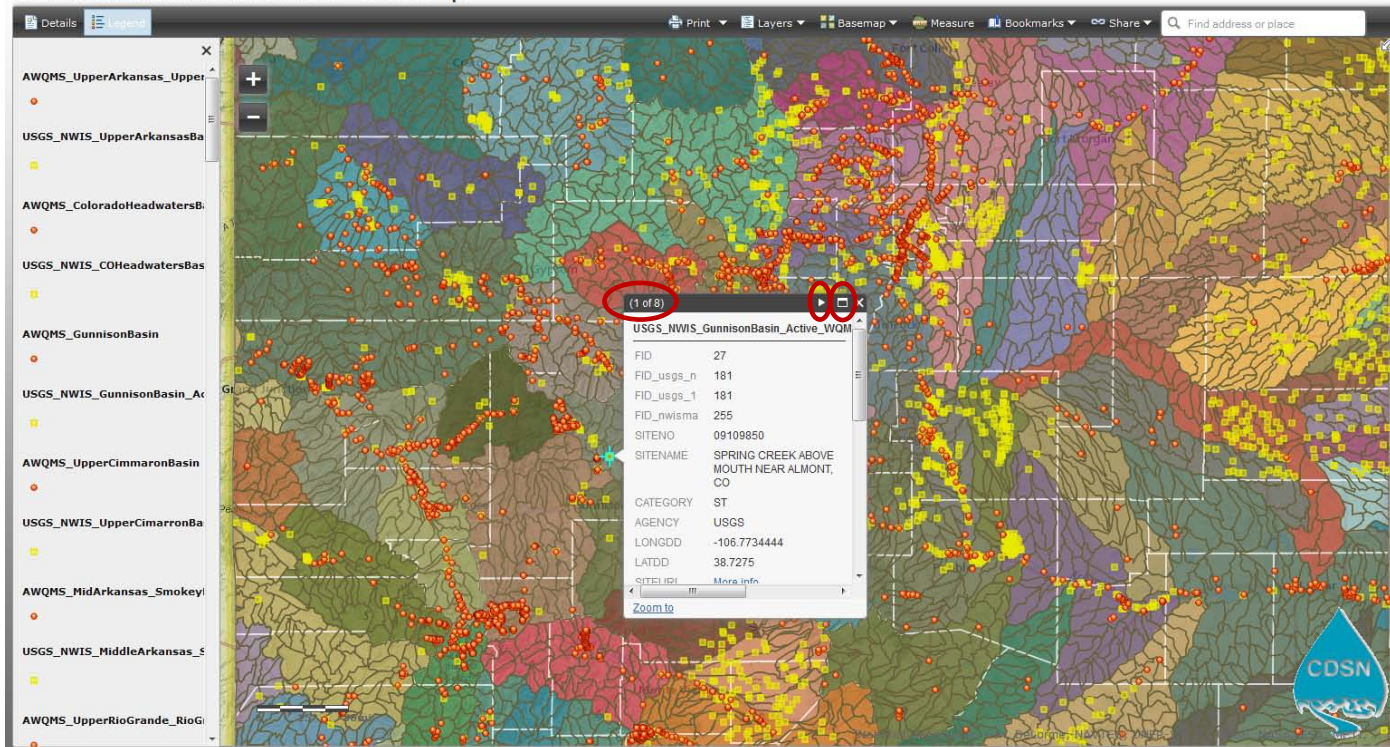 Details
Legend
Print
Layers
Basemap
Measure
Bookmarks
Share
Find address or place
AWQMS_UpperArkansas_Upper
USGS_NWIS_UpperArkansasBa
AWQMS_ColoradoHeadwatersB
USGS_NWIS_COHeadwatersBas
AWQMS_GunnisonBasin
USGS_NWIS_GunnisonBasin_Ac
AWQMS_UpperCimmaronBasin
USGS_NWIS_UpperCimarronBa
AWQMS_MidArkansas_Smokey
USGS_NWIS_MiddleArkansas_S
AWQMS_UpperRioGrande_RioG
(1 of 8)
USGS_NWIS_GunnisonBasin_Active_WQM
FID 27
FID_usgs_n 181
FID_usgs_1 181
FID_nwisma 255
SITENO 09109850
SITENAME SPRING CREEK ABOVE
MOUTH NEAR ALMONT,
CO
CATEGORY ST
AGENCY USGS
LONGDD -106.7734444
LATDD 38.7275
SITEURL More info
Zoom to
CDSN